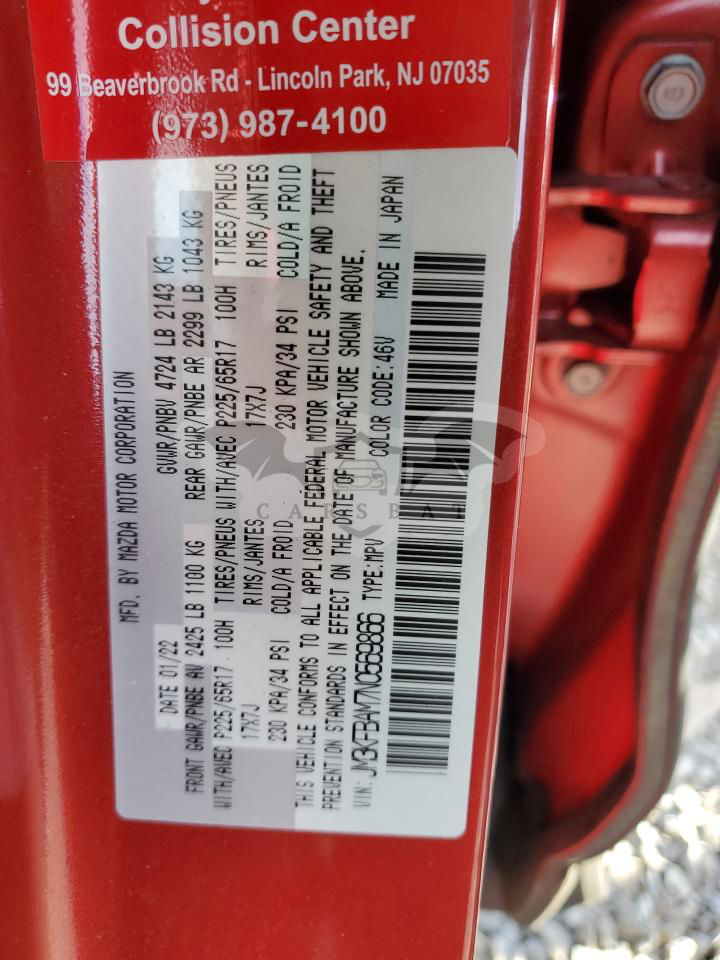 Collision Center
99 Beaverbrook Rd - Lincoln Park, NJ 07035
(973) 987-4100
MFD. BY MAZDA MOTOR CORPORATION
DATE 01/22 GVWR/PNBV 4724 LB 2143 KG
FRONT GAWR/PNBE AV 2425 LB 1100 KG REAR GAWR/PNBE AR 2299 LB 1043 KG
WITH/AVEC P225/65R17 100H TIRES/PNEUS WITH/AVEC P225/65R17 100H TIRES/PNEUS
17X7J RIMS/JANTES 17X7J RIMS/JANTES
230 KPA/34 PSI COLD/A FROID 230 KPA/34 PSI COLD/A FROID
THIS VEHICLE CONFORMS TO ALL APPLICABLE FEDERAL MOTOR VEHICLE SAFETY AND THEFT
PREVENTION STANDARDS IN EFFECT ON THE DATE OF MANUFACTURE SHOWN ABOVE.
VIN: JM3KFBAM7N0569866 TYPE:MPV COLOR CODE:46V MADE IN JAPAN
CARSBAT